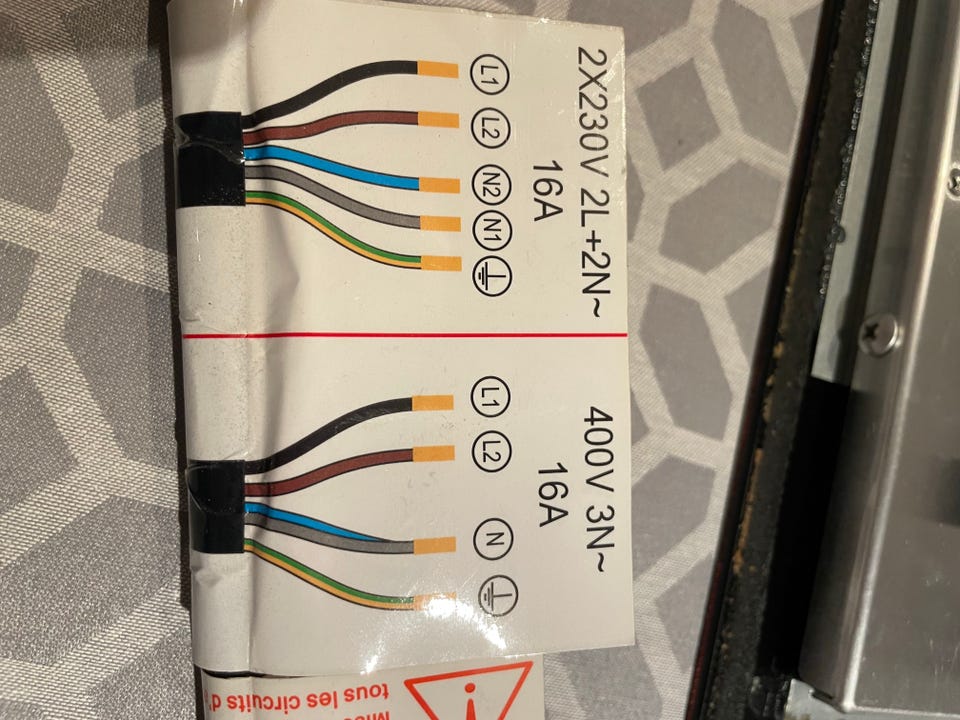 2X230V 2L+2N~
16A
L1 L2 N2 N1
400V 3N~
16A
L1 L2 N
tous les circuits d'